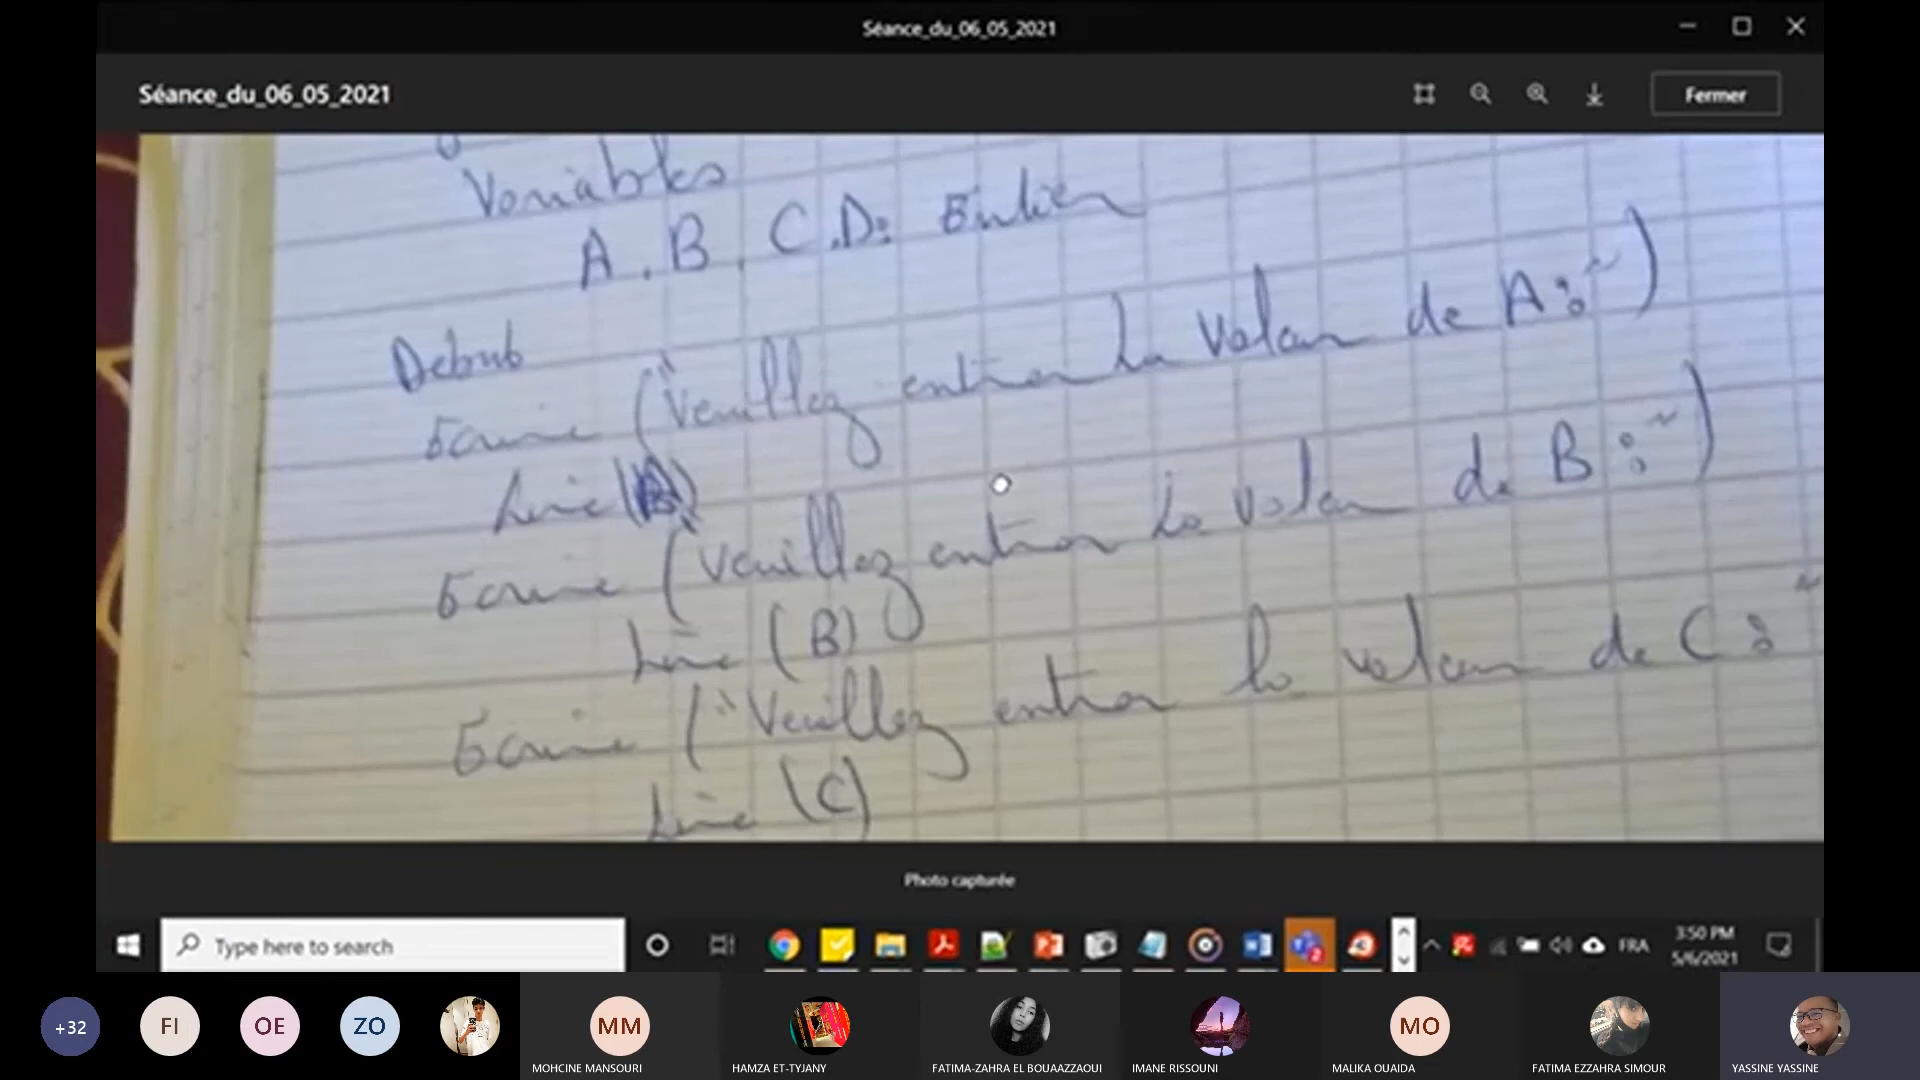 Séance_du_06_05_2021
Séance_du_06_05_2021
Fermer
Variables
A, B, C, D: Entier
Debut
Ecrire ("Veuillez entrer la valeur de A : ")
Lire (A)
Ecrire ("Veuillez entrer la valeur de B : ")
Lire (B)
Ecrire ("Veuillez entrer la valeur de C : "
Lire (C)
Photo capturée
Type here to search
FRA
3:50 PM
5/6/2021
+32
FI
OE
ZO
MM
MO
MOHCINE MANSOURI
HAMZA ET-TYJANY
FATIMA-ZAHRA EL BOUAAZZAOUI
IMANE RISSOUNI
MALIKA OUAIDA
FATIMA EZZAHRA SIMOUR
YASSINE YASSINE